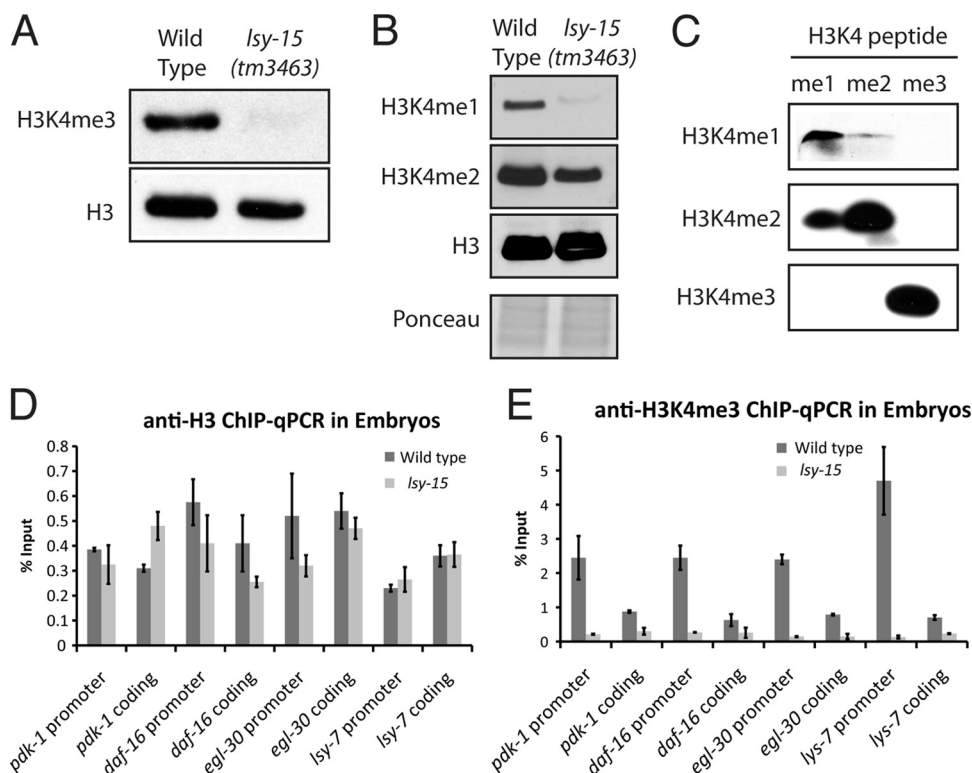 A
Wild Type
lsy-15 (tm3463)
H3K4me3
H3
B
Wild Type
lsy-15 (tm3463)
H3K4me1
H3K4me2
H3
Ponceau
C
H3K4 peptide
me1 me2 me3
H3K4me1
H3K4me2
H3K4me3
D
anti-H3 ChIP-qPCR in Embryos
% Input
0.8
0.7
0.6
0.5
0.4
0.3
0.2
0.1
0
Wild type
lsy-15
pdk-1 promoter
pdk-1 coding
daf-16 promoter
daf-16 coding
egl-30 promoter
egl-30 coding
lsy-7 promoter
lsy-7 coding
E
anti-H3K4me3 ChIP-qPCR in Embryos
% Input
6
5
4
3
2
1
0
Wild type
lsy-15
pdk-1 promoter
pdk-1 coding
daf-16 promoter
daf-16 coding
egl-30 promoter
egl-30 coding
lys-7 promoter
lys-7 coding